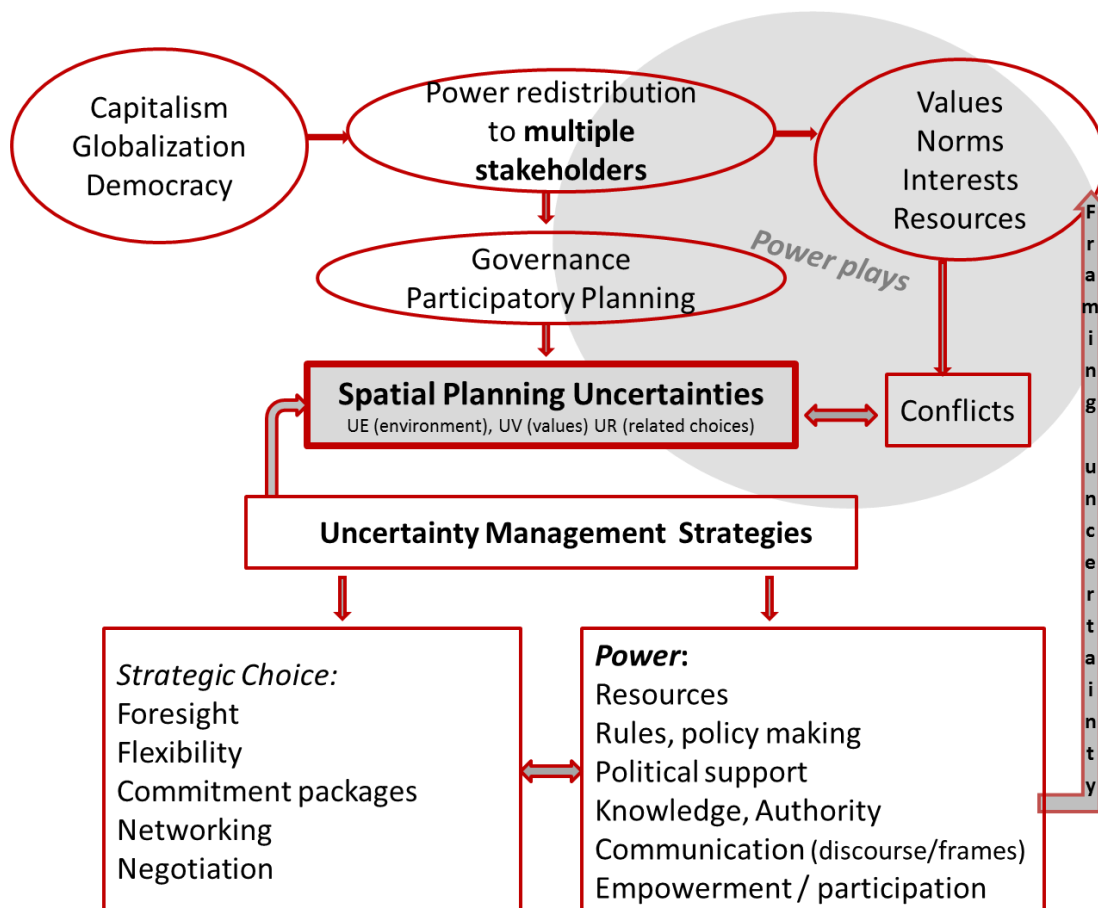 Capitalism
Globalization
Democracy
Power redistribution
to multiple
stakeholders
Values
Norms
Interests
Resources
Power plays
Governance
Participatory Planning
Spatial Planning Uncertainties
UE (environment), UV (values) UR (related choices)
Conflicts
Framing uncertainty
Uncertainty Management Strategies
Strategic Choice:
Foresight
Flexibility
Commitment packages
Networking
Negotiation
Power:
Resources
Rules, policy making
Political support
Knowledge, Authority
Communication (discourse/frames)
Empowerment / participation